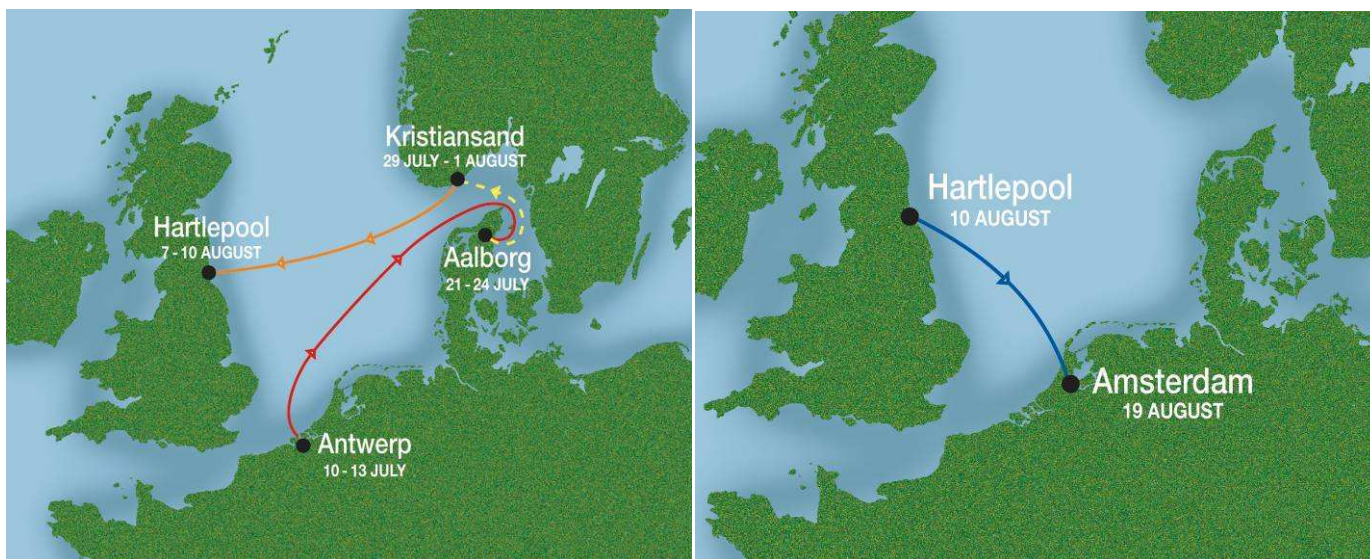 Kristiansand
29 JULY - 1 AUGUST
Hartlepool
7 - 10 AUGUST
Aalborg
21 - 24 JULY
Antwerp
10 - 13 JULY
Hartlepool
10 AUGUST
Amsterdam
19 AUGUST